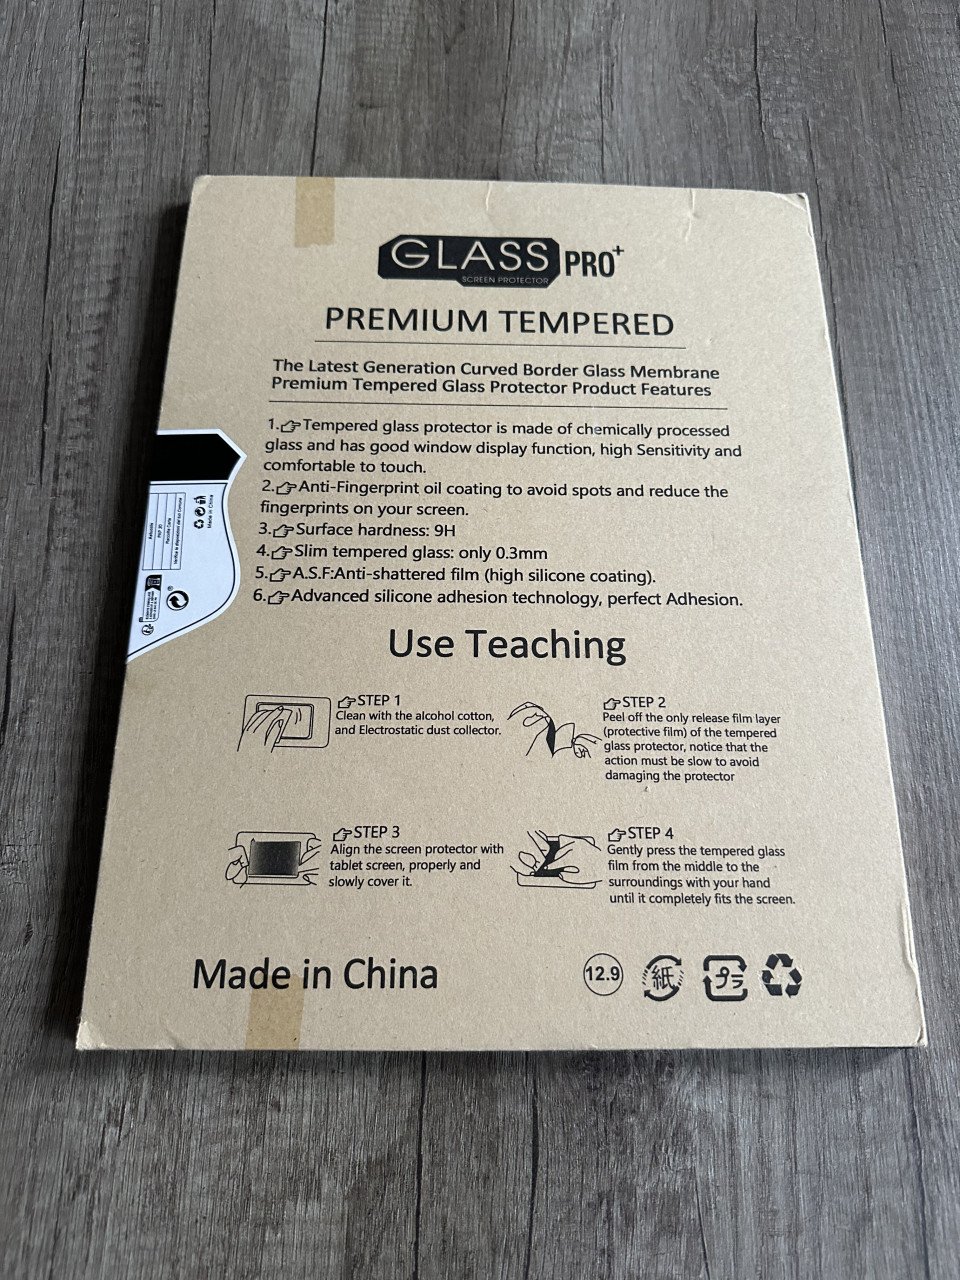 GLASS PRO+
SCREEN PROTECTOR
PREMIUM TEMPERED
The Latest Generation Curved Border Glass Membrane
Premium Tempered Glass Protector Product Features
1.Tempered glass protector is made of chemically processed
glass and has good window display function, high Sensitivity and
comfortable to touch.
2.Anti-Fingerprint oil coating to avoid spots and reduce the
fingerprints on your screen.
3.Surface hardness: 9H
4.Slim tempered glass: only 0.3mm
5.A.S.F:Anti-shattered film (high silicone coating).
6.Advanced silicone adhesion technology, perfect Adhesion.
Made in China
Use Teaching
STEP 1
Clean with the alcohol cotton,
and Electrostatic dust collector.
STEP 2
Peel off the only release film layer
(protective film) of the tempered
glass protector, notice that the
action must be slow to avoid
damaging the protector
STEP 3
Align the screen protector with
tablet screen, properly and
slowly cover it.
STEP 4
Gently press the tempered glass
film from the middle to the
surroundings with your hand
until it completely fits the screen.
Made in China
12.9
紙
プラ